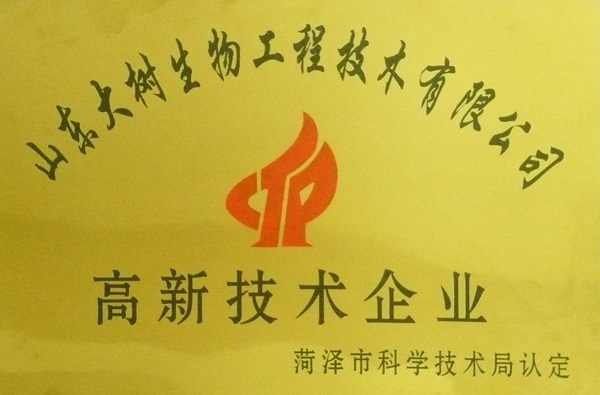 山东大树生物工程技术有限公司
高新技术企业
菏泽市科学技术局认定